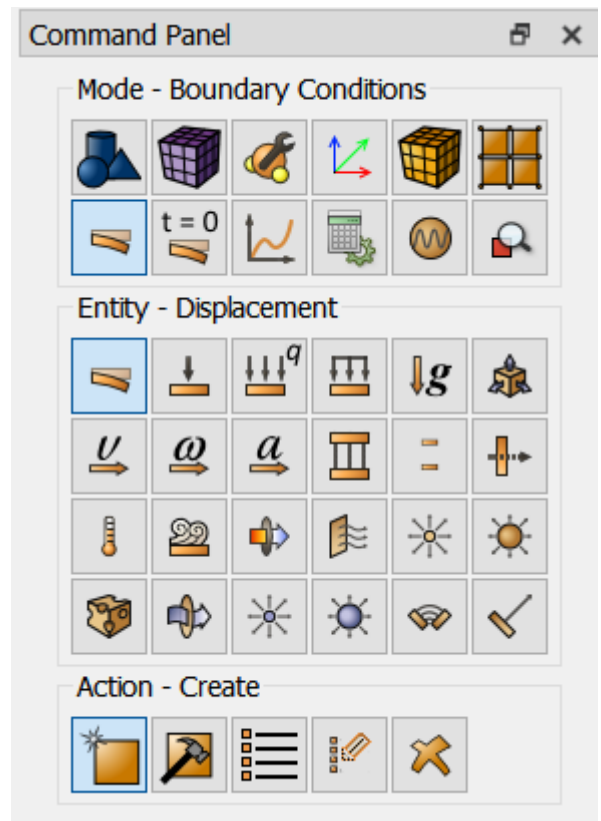 Command Panel
Mode - Boundary Conditions
t = 0
Entity - Displacement
q
g
υ ω a
Action - Create